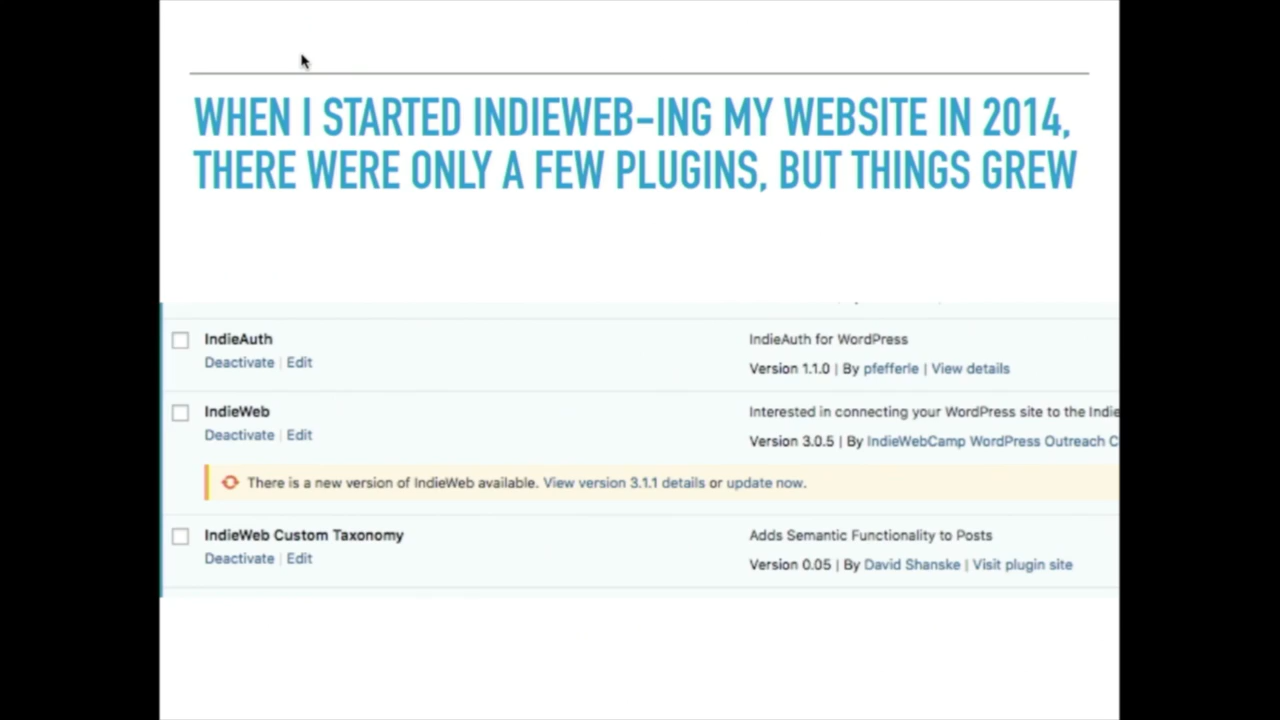 WHEN I STARTED INDIEWEB-ING MY WEBSITE IN 2014,
THERE WERE ONLY A FEW PLUGINS, BUT THINGS GREW
IndieAuth
IndieAuth for WordPress
Deactivate | Edit
Version 1.1.0 | By pfefferle | View details
IndieWeb
Interested in connecting your WordPress site to the Indie
Deactivate | Edit
Version 3.0.5 | By IndieWebCamp WordPress Outreach C
There is a new version of IndieWeb available. View version 3.1.1 details or update now.
IndieWeb Custom Taxonomy
Adds Semantic Functionality to Posts
Deactivate | Edit
Version 0.05 | By David Shanske | Visit plugin site